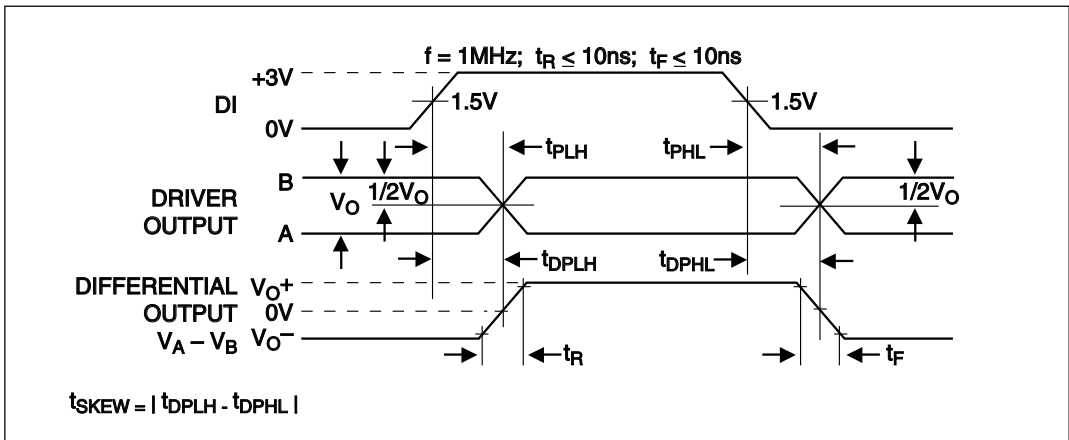 f = 1MHz; tR ≤ 10ns; tF ≤ 10ns
+3V
DI
1.5V
1.5V
0V
tPLH
tPHL
B
DRIVER
OUTPUT
VO
1/2VO
1/2VO
A
tDPLH
tDPHL
DIFFERENTIAL VO+
OUTPUT 0V
VA – VB VO–
tR
tF
tSKEW = | tDPLH - tDPHL |